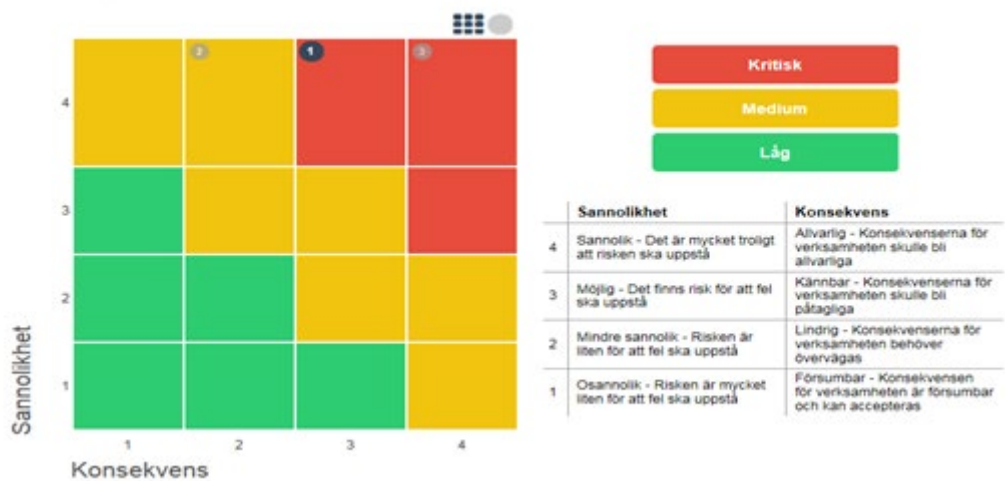 2
1
3
4
3
2
1
Sannolikhet
1
2
3
4
Konsekvens
Kritisk
Medium
Låg
Sannolikhet
Konsekvens
4
Sannolik - Det är mycket troligt
att risken ska uppstå
Allvarlig - Konsekvenserna för
verksamheten skulle bli
allvarliga
3
Möjlig - Det finns risk för att fel
ska uppstå
Kännbar - Konsekvenserna för
verksamheten skulle bli
påtagliga
2
Mindre sannolik - Risken är
liten för att fel ska uppstå
Lindrig - Konsekvenserna för
verksamheten behöver
övervägas
1
Osannolik - Risken är mycket
liten för att fel ska uppstå
Försumbar - Konsekvensen
för verksamheten är försumbar
och kan accepteras